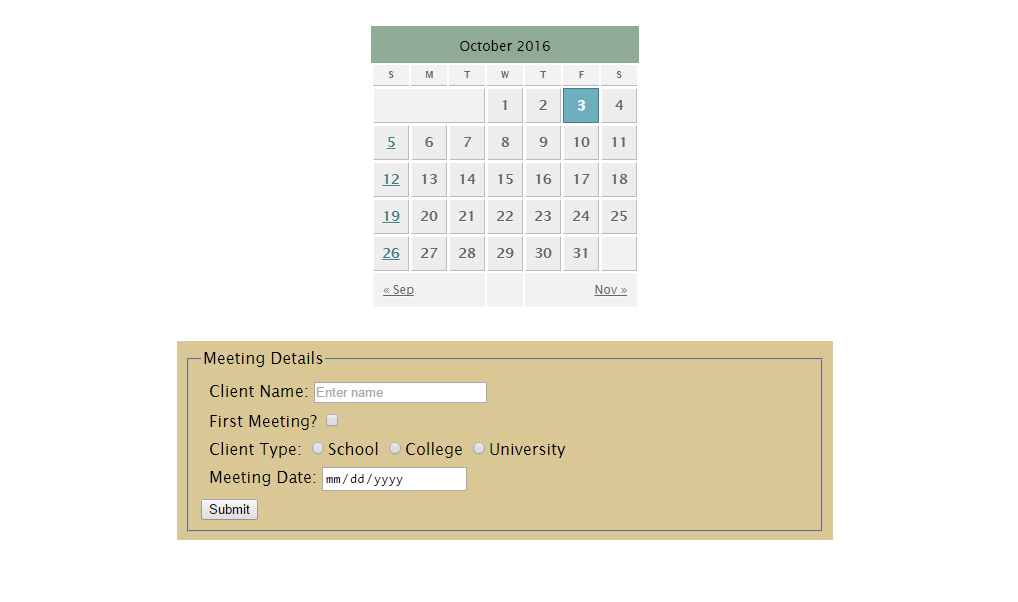 October 2016
S M T W T F S
1 2 3 4
5 6 7 8 9 10 11
12 13 14 15 16 17 18
19 20 21 22 23 24 25
26 27 28 29 30 31
« Sep Nov »
Meeting Details
Client Name: Enter name
First Meeting?
Client Type: School College University
Meeting Date: mm/dd/yyyy
Submit